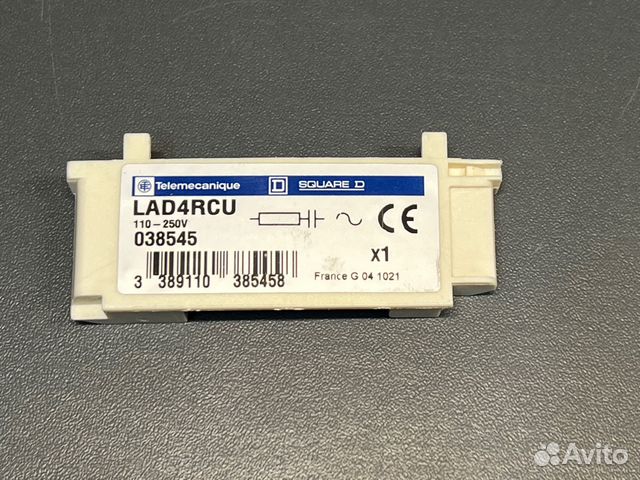 Telemecanique
SQUARE D
LAD4RCU
110-250V
038545
CE
x1
3 389110 385458
France G 04 1021
Avito